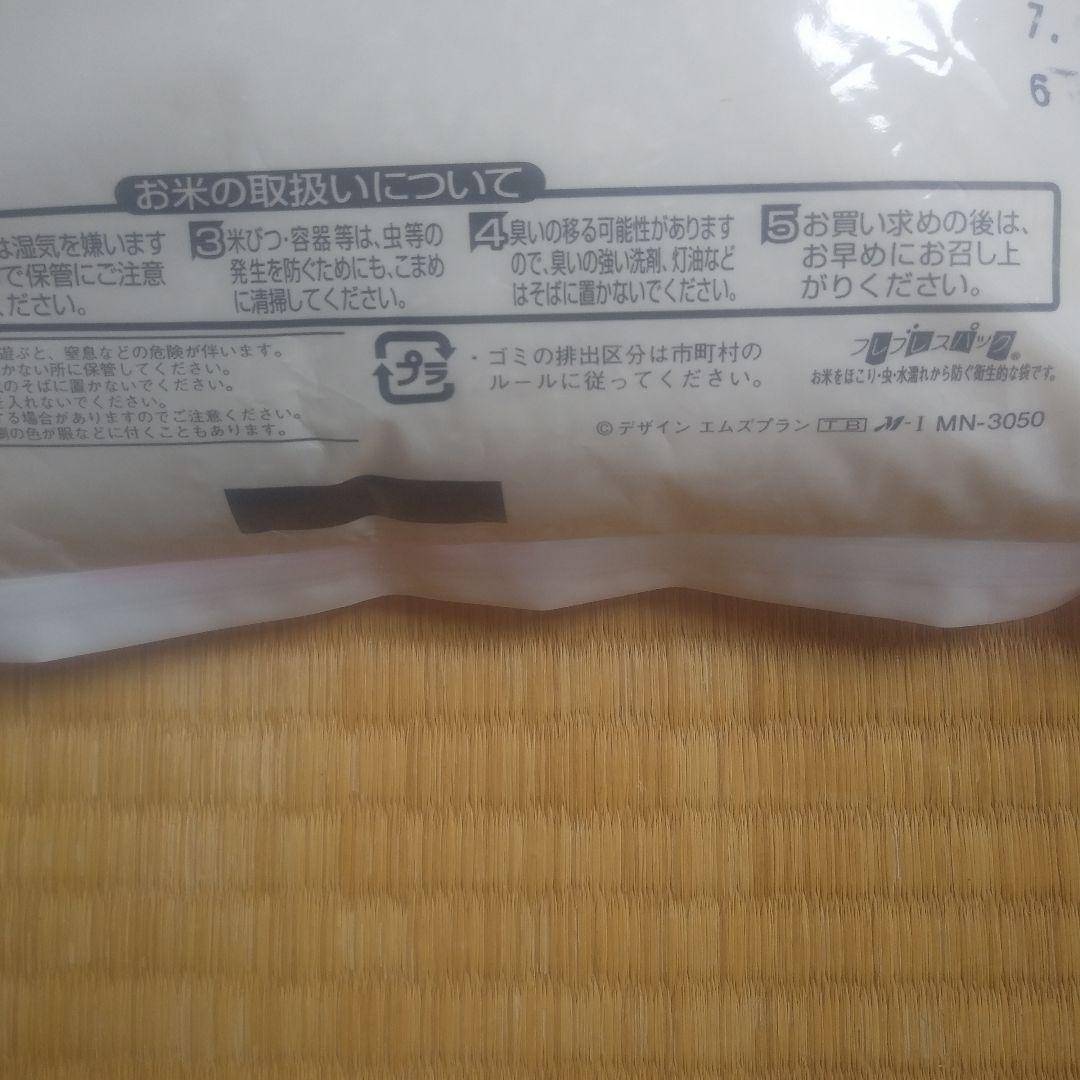 7.
6
お米の取扱いについて
は湿気を嫌います
で保管にご注意
ください。
3 米びつ・容器等は、虫等の
発生を防ぐためにも、こまめ
に清掃してください。
4 臭いの移る可能性があります
ので、臭いの強い洗剤、灯油など
はそばに置かないでください。
5 お買い求めの後は、
お早めにお召し上
がりください。
遊ぶと、窒息などの危険が伴います。
かない所に保管してください。
のそばに置かないでください。
を入れないでください。
する場合がありますのでご注意ください。
側の色が服などに付くこともあります。
プラ
・ゴミの排出区分は市町村の
ルールに従ってください。
フレブレスパック®
お米をほこり・虫・水濡れから防ぐ衛生的な袋です。
©デザイン エムズプラン TB M-I MN-3050